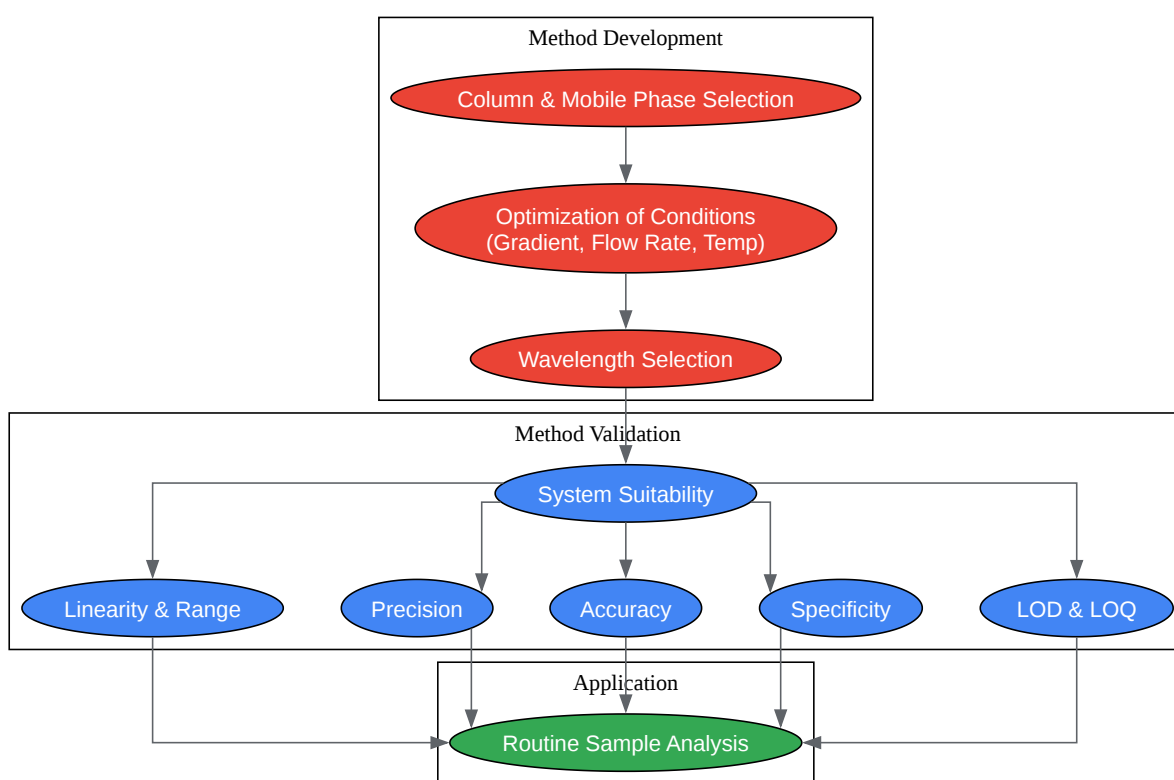 Method Development
Column & Mobile Phase Selection
Optimization of Conditions
(Gradient, Flow Rate, Temp)
Wavelength Selection
Method Validation
System Suitability
Linearity & Range
Precision
Accuracy
Specificity
LOD & LOQ
Application
Routine Sample Analysis